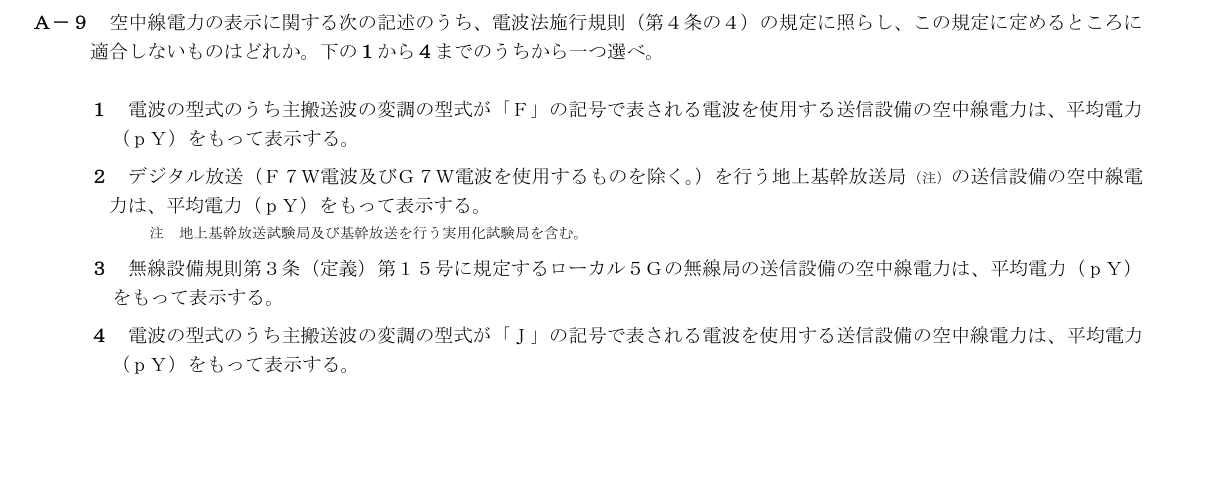 Ａ－９　空中線電力の表示に関する次の記述のうち、電波法施行規則（第４条の４）の規定に照らし、この規定に定めるところに
適合しないものはどれか。下の１から４までのうちから一つ選べ。
１　電波の型式のうち主搬送波の変調の型式が「Ｆ」の記号で表される電波を使用する送信設備の空中線電力は、平均電力
（ｐＹ）をもって表示する。
２　デジタル放送（Ｆ７Ｗ電波及びＧ７Ｗ電波を使用するものを除く。）を行う地上基幹放送局（注）の送信設備の空中線電
力は、平均電力（ｐＹ）をもって表示する。
注　地上基幹放送試験局及び基幹放送を行う実用化試験局を含む。
３　無線設備規則第３条（定義）第１５号に規定するローカル５Ｇの無線局の送信設備の空中線電力は、平均電力（ｐＹ）
をもって表示する。
４　電波の型式のうち主搬送波の変調の型式が「Ｊ」の記号で表される電波を使用する送信設備の空中線電力は、平均電力
（ｐＹ）をもって表示する。